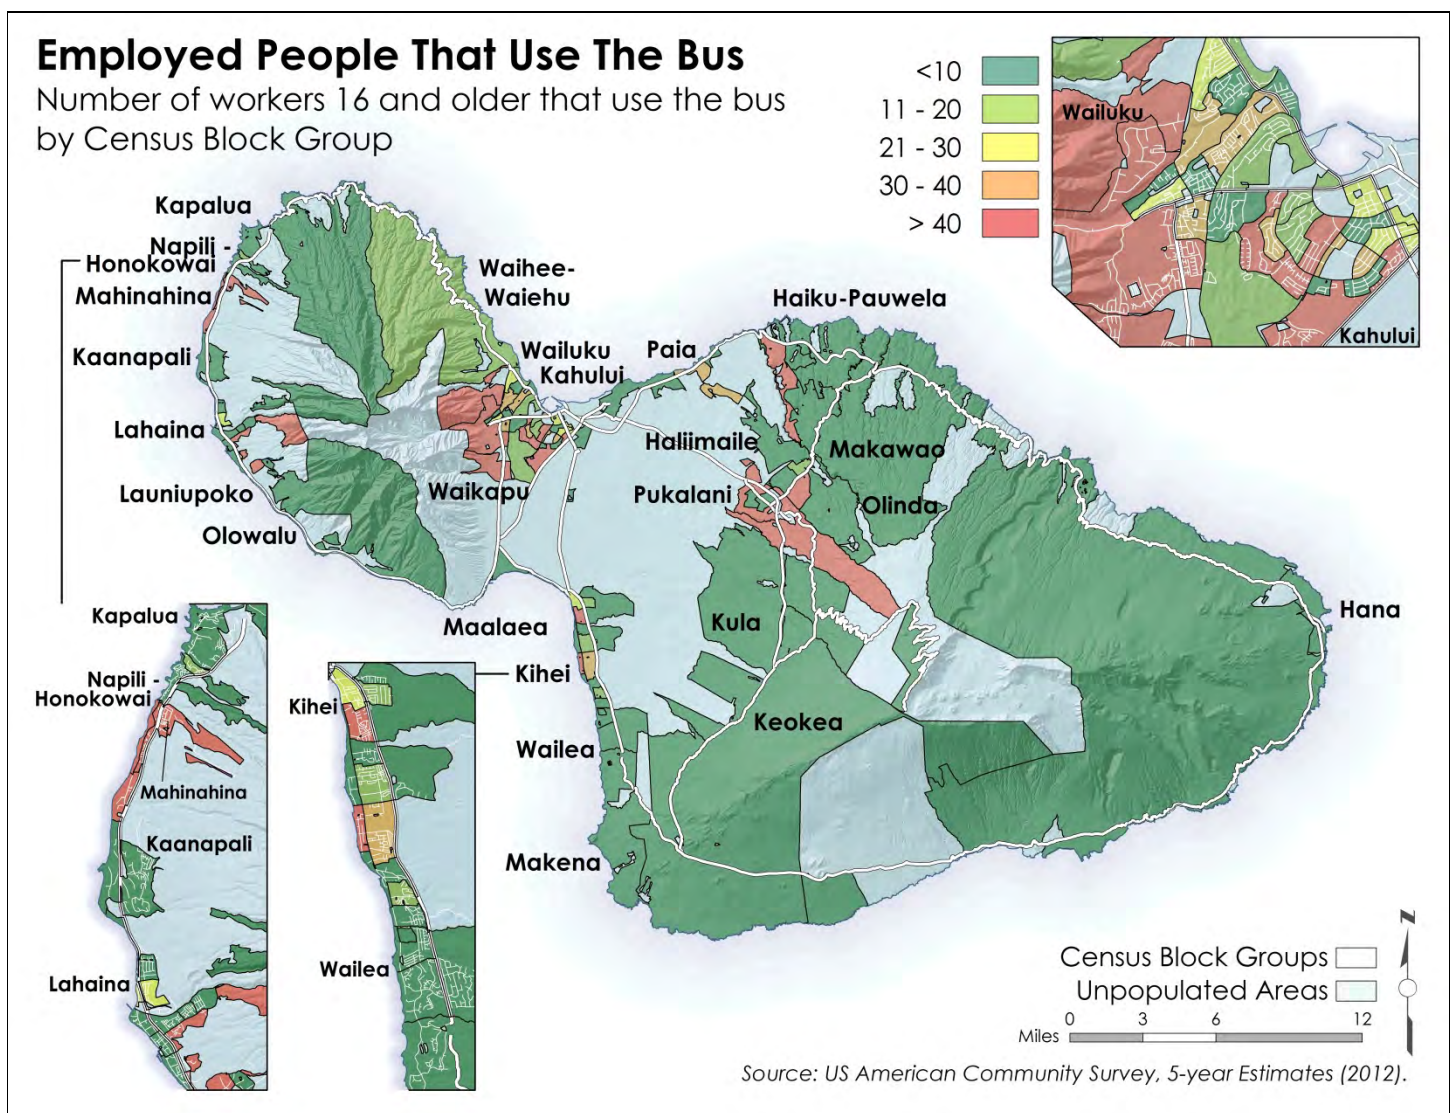 Employed People That Use The Bus
Number of workers 16 and older that use the bus
by Census Block Group
<10
11 - 20
21 - 30
30 - 40
> 40
Wailuku
Kahului
Kapalua
Napili -
Honokowai
Mahinahina
Kaanapali
Lahaina
Launiupoko
Olowalu
Waihee-
Waiehu
Wailuku
Kahului
Waikapu
Maalaea
Paia
Haiku-Pauwela
Haliimaile
Makawao
Pukalani
Olinda
Kula
Keokea
Hana
Kihei
Wailea
Makena
Kapalua
Napili -
Honokowai
Mahinahina
Kaanapali
Lahaina
Kihei
Wailea
Census Block Groups
Unpopulated Areas
0 3 6 12
Miles
N
Source: US American Community Survey, 5-year Estimates (2012).